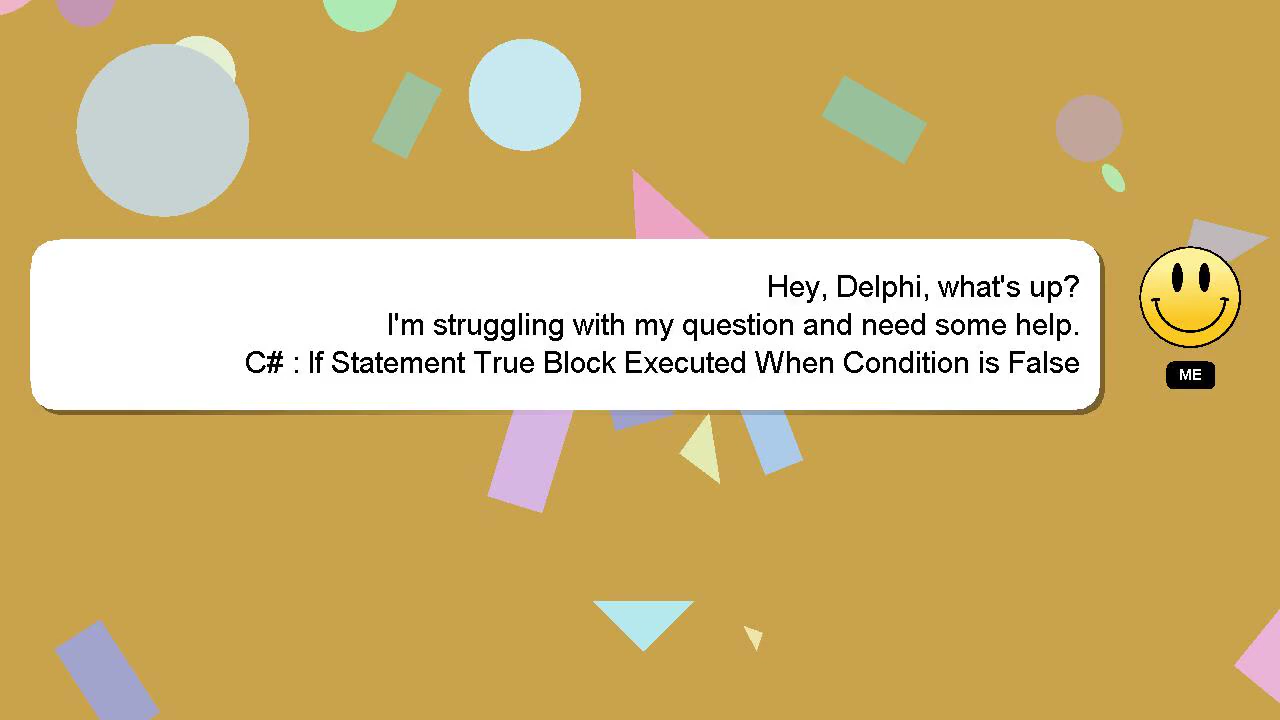 Hey, Delphi, what's up?
I'm struggling with my question and need some help.
C# : If Statement True Block Executed When Condition is False
ME